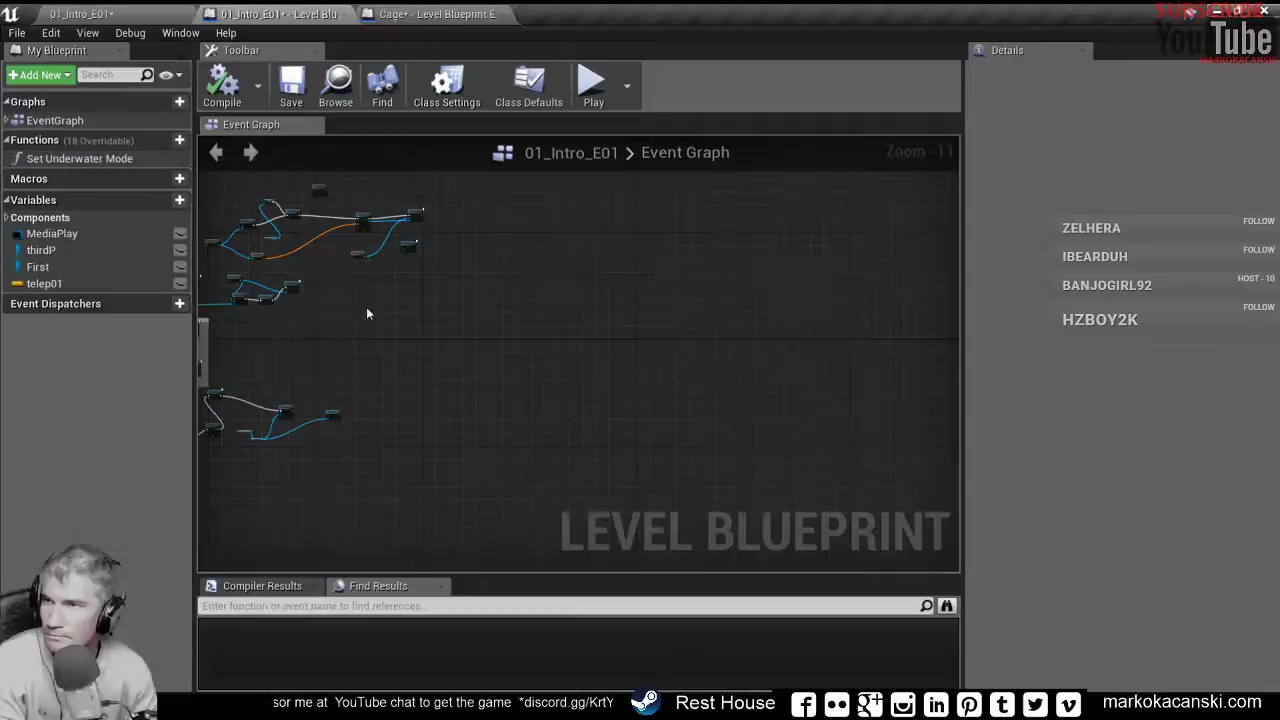 01_Intro_E01*
01_Intro_E01* - Level Blu
Cage* - Level Blueprint E
SUBSCRIBE
YouTube
MARKOKACANSKI
File Edit View Debug Window Help
My Blueprint
Toolbar
Details
Add New
Search
Compile
Save
Browse
Find
Class Settings
Class Defaults
Play
Graphs
EventGraph
Functions (18 Overridable)
Set Underwater Mode
Macros
Variables
Components
MediaPlay
thirdP
First
telep01
Event Dispatchers
Event Graph
01_Intro_E01 > Event Graph
Zoom -11
LEVEL BLUEPRINT
ZELHERA FOLLOW
IBEARDUH FOLLOW
BANJOGIRL92 HOST - 10
HZBOY2K FOLLOW
Compiler Results
Find Results
Enter function or event name to find references...
sor me at YouTube chat to get the game *discord.gg/KrtY
Rest House
markokacanski.com